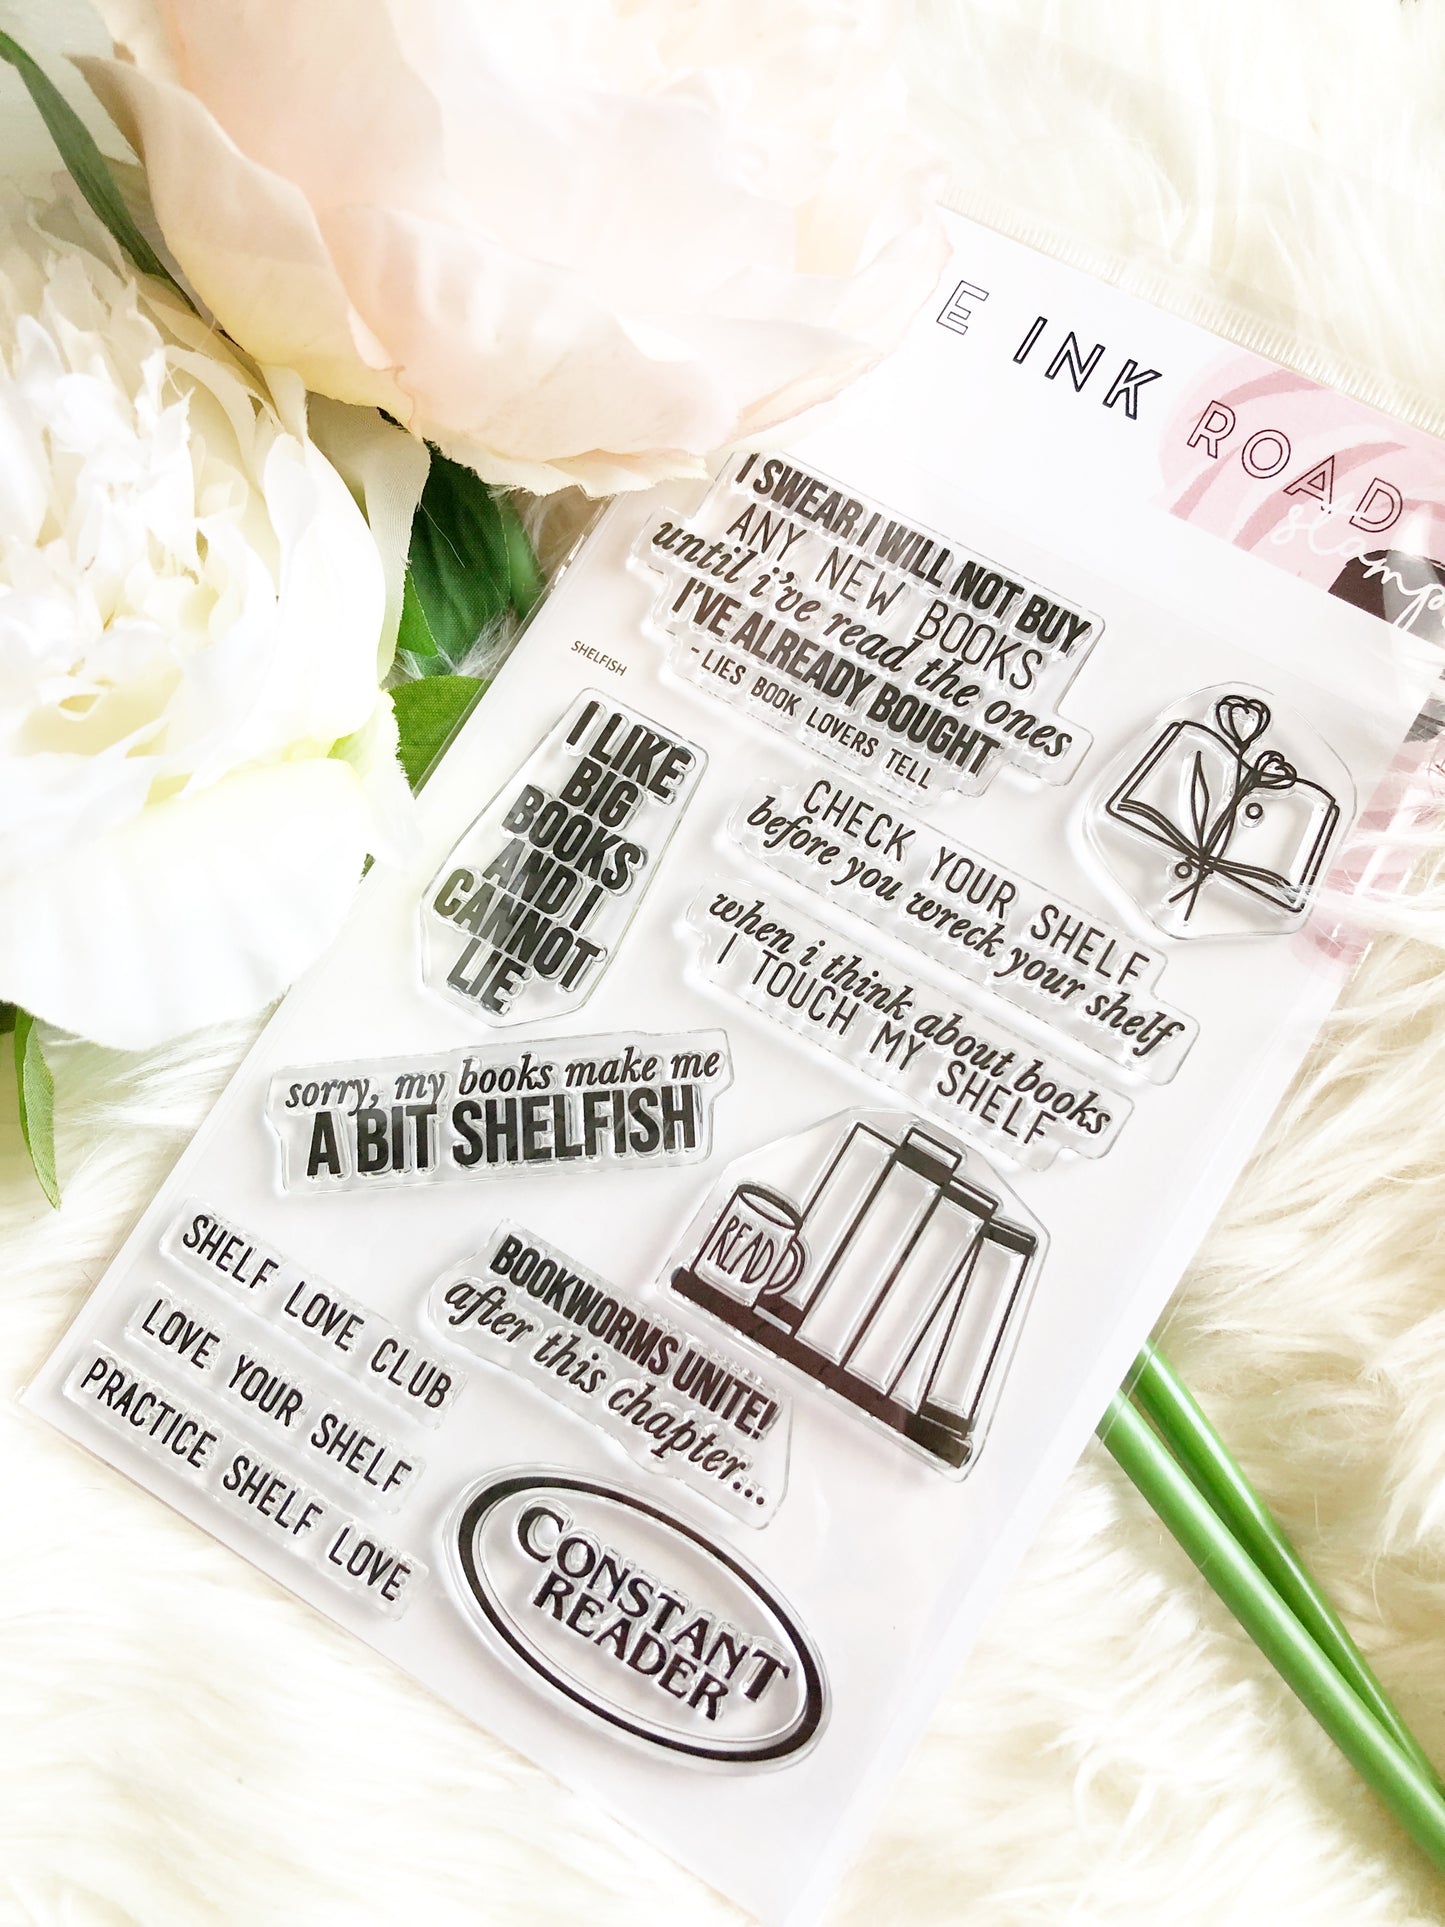 E INK ROAD
stamp
I SWEAR I WILL NOT BUY
ANY NEW BOOKS
until i've read the ones
I'VE ALREADY BOUGHT
- LIES BOOK LOVERS TELL
SHELFISH
I LIKE
BIG
BOOKS
AND I
CANNOT
LIE
CHECK YOUR SHELF
before you wreck your shelf
when i think about books
I TOUCH MY SHELF
sorry, my books make me
A BIT SHELFISH
READ
BOOKWORMS UNITE!
after this chapter...
SHELF LOVE CLUB
LOVE YOUR SHELF
PRACTICE SHELF LOVE
CONSTANT
READER